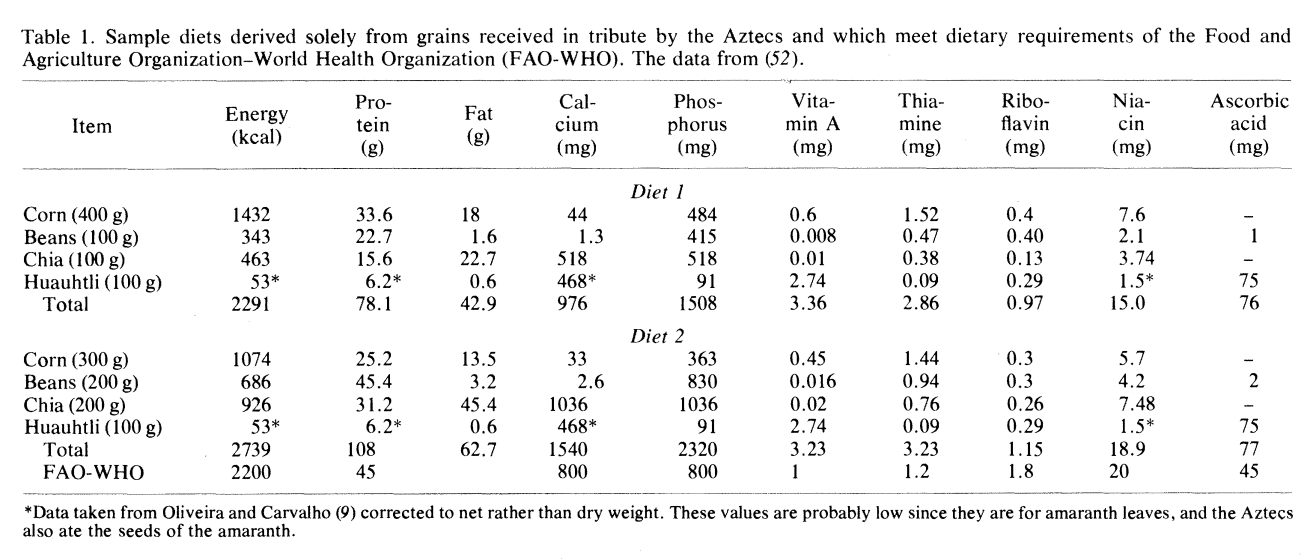 Table 1. Sample diets derived solely from grains received in tribute by the Aztecs and which meet dietary requirements of the Food and
Agriculture Organization–World Health Organization (FAO-WHO). The data from (52).
Item Energy (kcal) Pro-tein (g) Fat (g) Cal-cium (mg) Phos-phorus (mg) Vita-min A (mg) Thia-mine (mg) Ribo-flavin (mg) Nia-cin (mg) Ascorbic acid (mg)
Diet 1
Corn (400 g) 1432 33.6 18 44 484 0.6 1.52 0.4 7.6 –
Beans (100 g) 343 22.7 1.6 1.3 415 0.008 0.47 0.40 2.1 1
Chia (100 g) 463 15.6 22.7 518 518 0.01 0.38 0.13 3.74 –
Huauhtli (100 g) 53* 6.2* 0.6 468* 91 2.74 0.09 0.29 1.5* 75
Total 2291 78.1 42.9 976 1508 3.36 2.86 0.97 15.0 76
Diet 2
Corn (300 g) 1074 25.2 13.5 33 363 0.45 1.44 0.3 5.7 –
Beans (200 g) 686 45.4 3.2 2.6 830 0.016 0.94 0.3 4.2 2
Chia (200 g) 926 31.2 45.4 1036 1036 0.02 0.76 0.26 7.48 –
Huauhtli (100 g) 53* 6.2* 0.6 468* 91 2.74 0.09 0.29 1.5* 75
Total 2739 108 62.7 1540 2320 3.23 3.23 1.15 18.9 77
FAO-WHO 2200 45 800 800 1 1.2 1.8 20 45
*Data taken from Oliveira and Carvalho (9) corrected to net rather than dry weight. These values are probably low since they are for amaranth leaves, and the Aztecs
also ate the seeds of the amaranth.